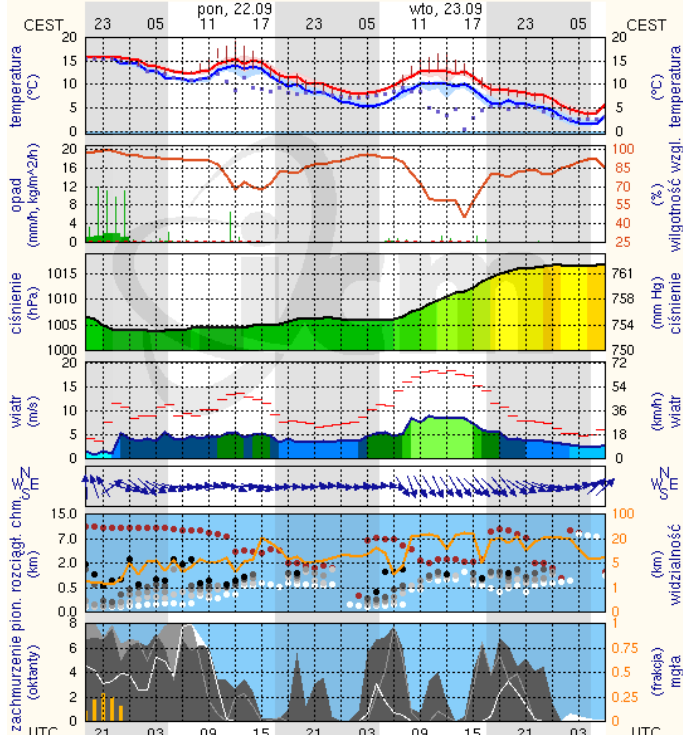 pon, 22.09 wto, 23.09
CEST 23 05 11 17 23 05 11 17 23 05 CEST
temperatura (°C) 20 15 10 5 0 20 15 10 5 0 (°C) temperatura
opad (mm/h, kg/m^2/h) 20 16 12 8 4 0 100 85 70 55 40 25 (%) wilgotność wzgl.
ciśnienie (hPa) 1015 1010 1005 1000 761 758 754 750 (mm Hg) ciśnienie
wiatr (m/s) 20 15 10 5 0 72 54 36 18 0 (km/h) wiatr
N W E S N W E S
pion. rozciągł. chm. (km) 15.0 7.0 2.0 0.5 0.0 100 20 5 1 0 (km) widzialność
zachmurzenie (oktanty) 8 6 4 2 0 1 0.75 0.5 0.25 0 (frakcja) mgła
UTC 21 03 09 15 21 03 09 15 21 03 UTC